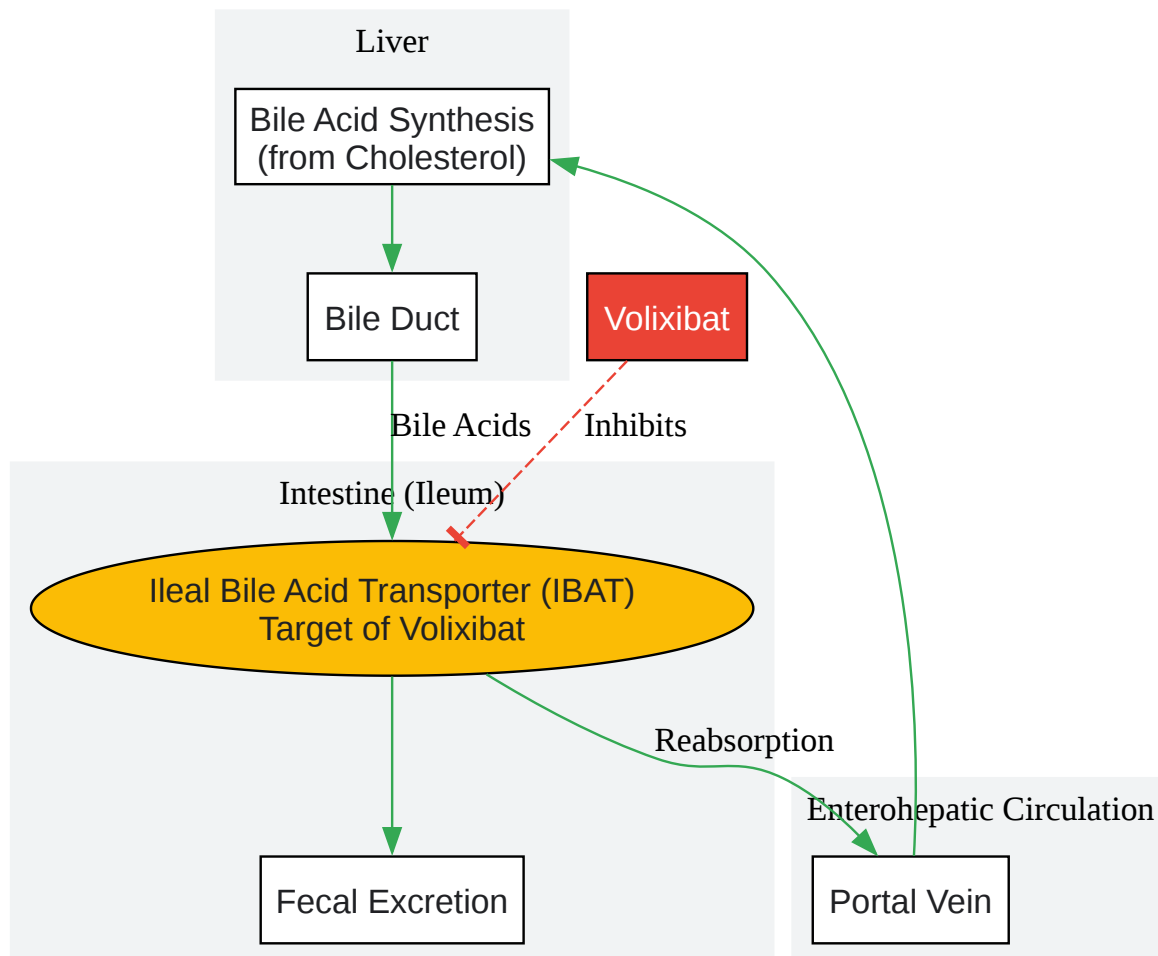 Liver
Bile Acid Synthesis
(from Cholesterol)
Bile Duct
Volixibat
Bile Acids
Inhibits
Intestine (Ileum)
Ileal Bile Acid Transporter (IBAT)
Target of Volixibat
Reabsorption
Enterohepatic Circulation
Fecal Excretion
Portal Vein